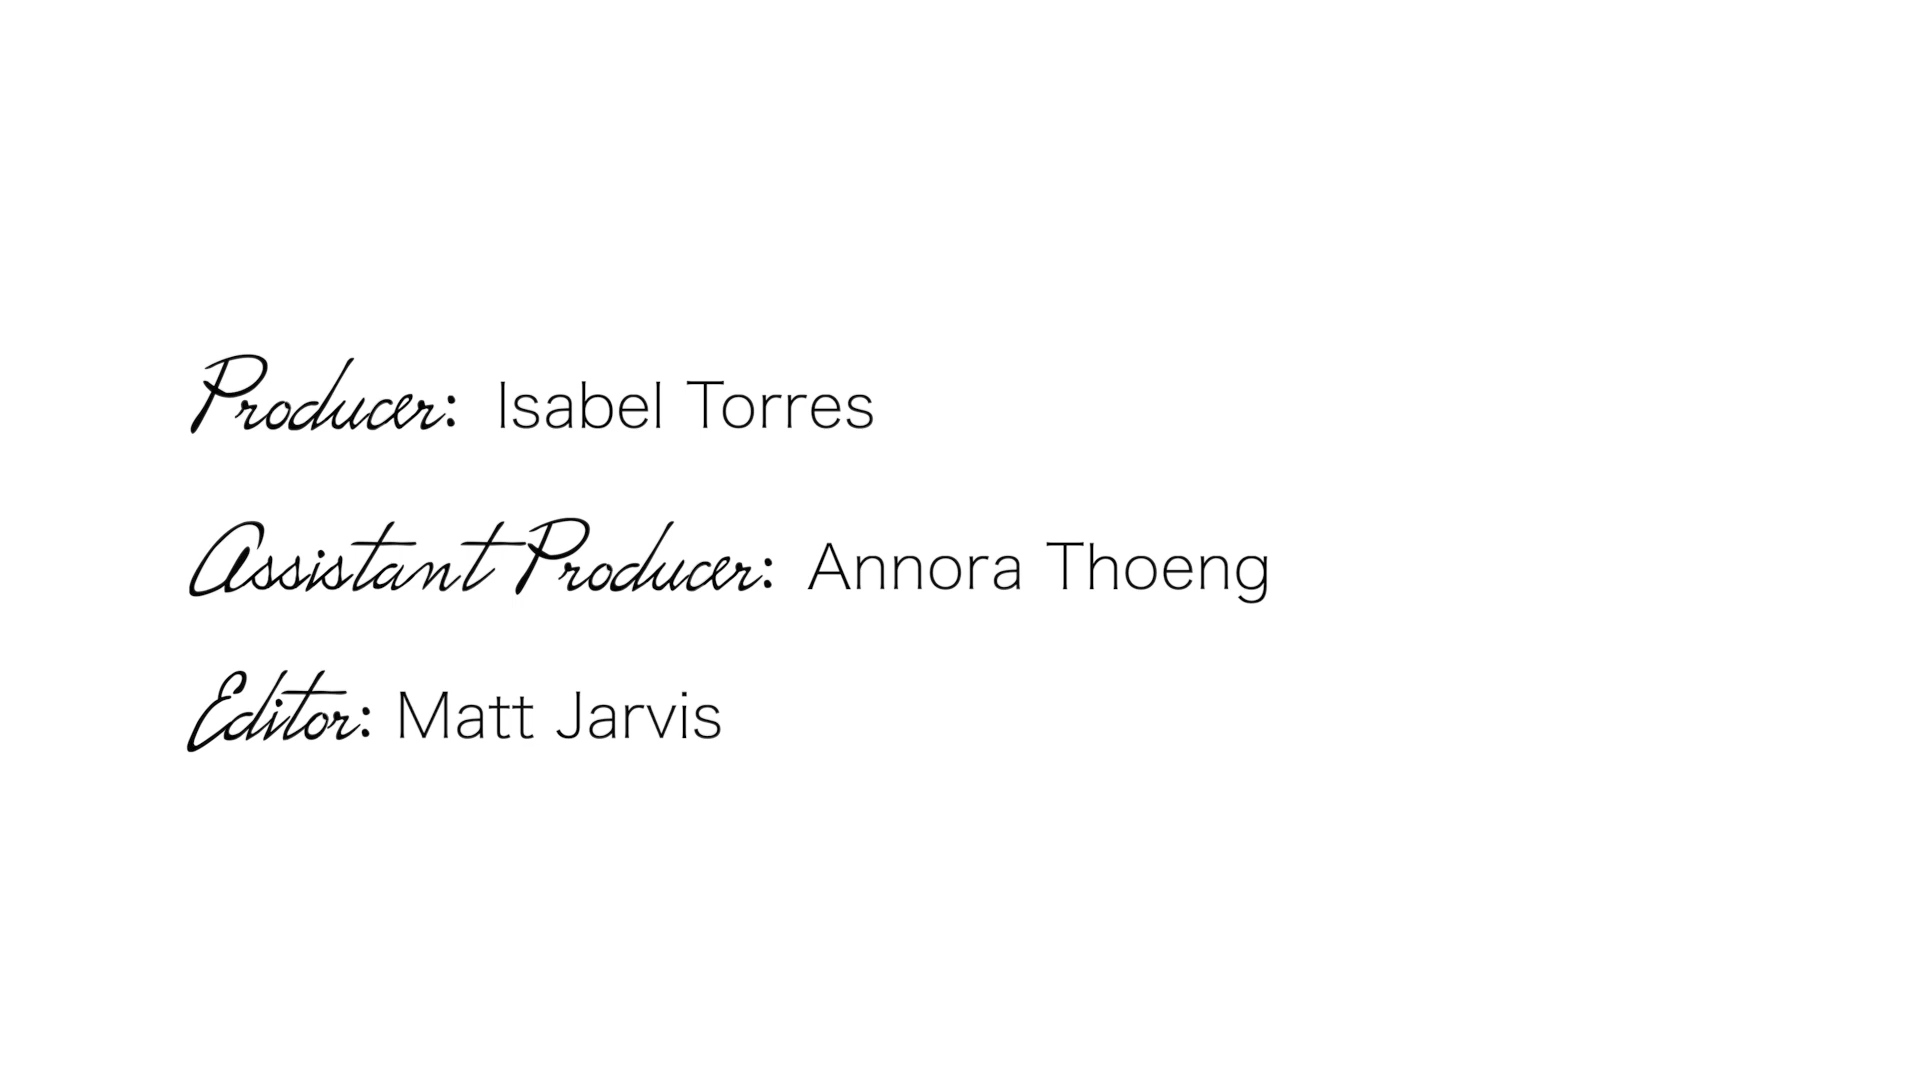 Producer: Isabel Torres
Assistant Producer: Annora Thoeng
Editor: Matt Jarvis